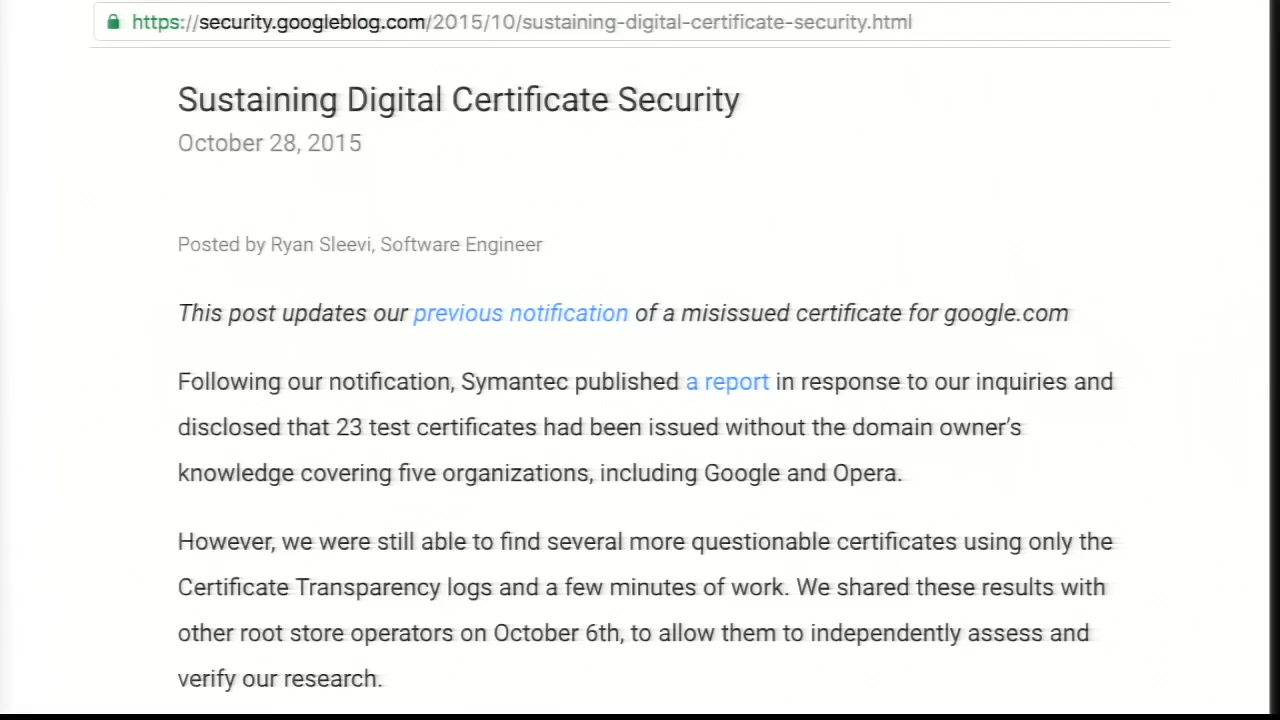 https://security.googleblog.com/2015/10/sustaining-digital-certificate-security.html
Sustaining Digital Certificate Security
October 28, 2015
Posted by Ryan Sleevi, Software Engineer
This post updates our previous notification of a misissued certificate for google.com
Following our notification, Symantec published a report in response to our inquiries and
disclosed that 23 test certificates had been issued without the domain owner’s
knowledge covering five organizations, including Google and Opera.
However, we were still able to find several more questionable certificates using only the
Certificate Transparency logs and a few minutes of work. We shared these results with
other root store operators on October 6th, to allow them to independently assess and
verify our research.